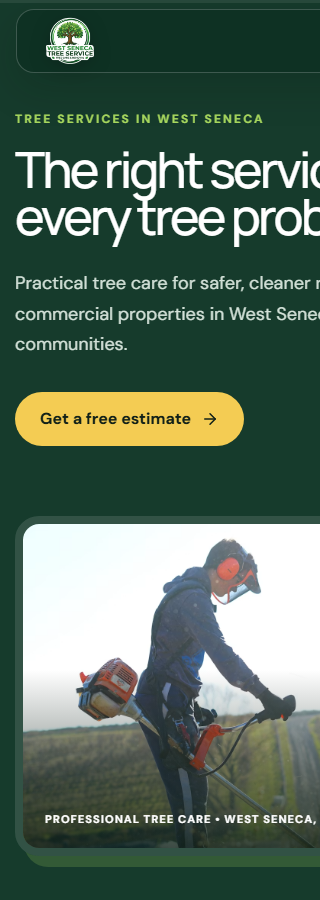 WEST SENECA
TREE SERVICE
TREE SERVICES IN WEST SENECA
The right servic
every tree prob
Practical tree care for safer, cleaner
commercial properties in West Sene
communities.
Get a free estimate →
PROFESSIONAL TREE CARE • WEST SENECA,